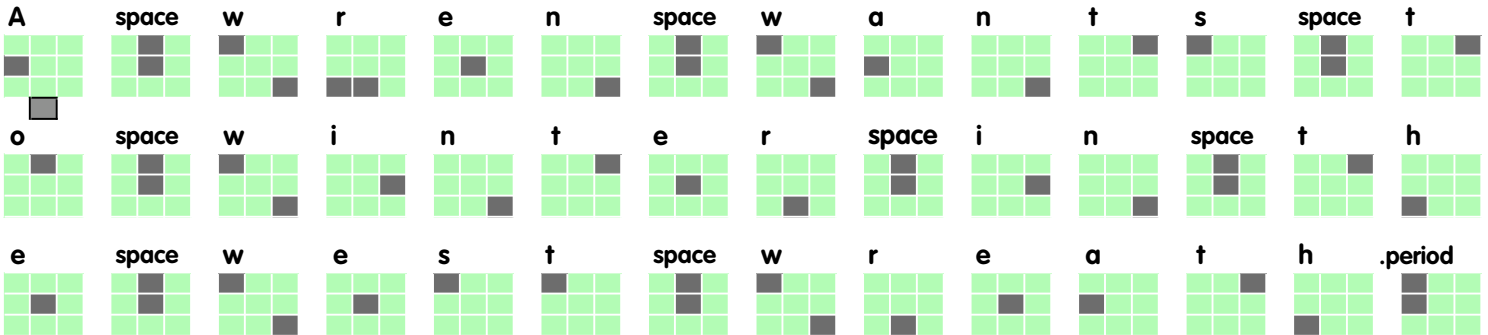 A space w r e n space w a n t s space t
o space w i n t e r space i n space t h
e space w e s t space w r e a t h .period